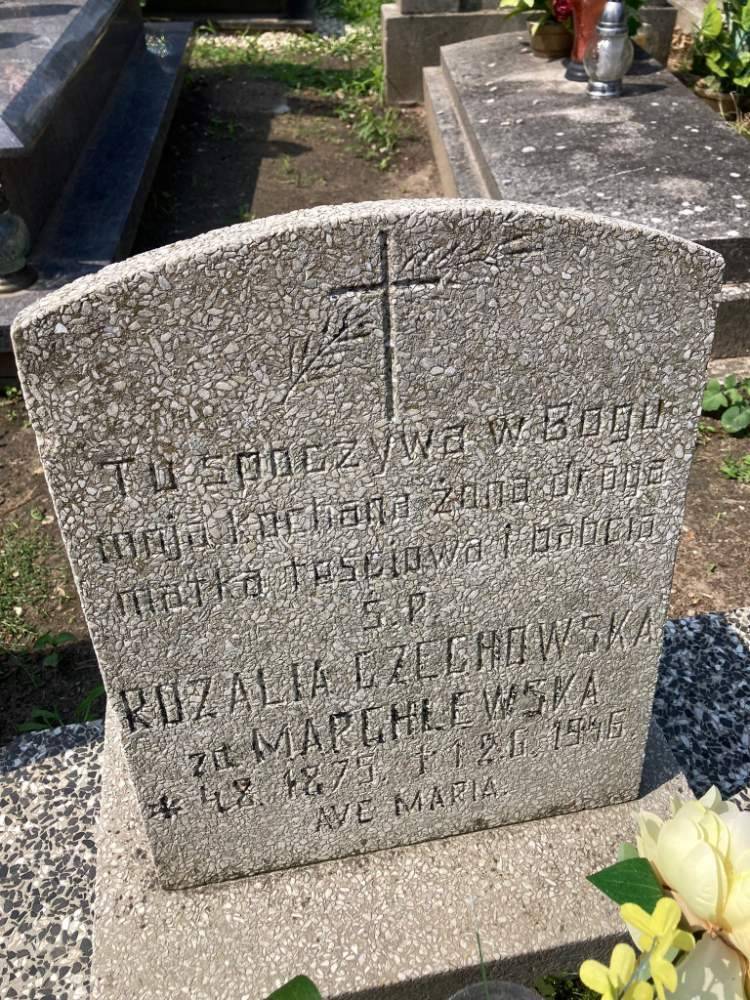 Tu spoczywa w Bogu
moja kochana żona droga
matka teściowa i babcia
Ś.P.
ROZALIA CZECHOWSKA
zd. MARCHLEWSKA
* 4.8. 1875. † 12.6. 1946
AVE MARIA.